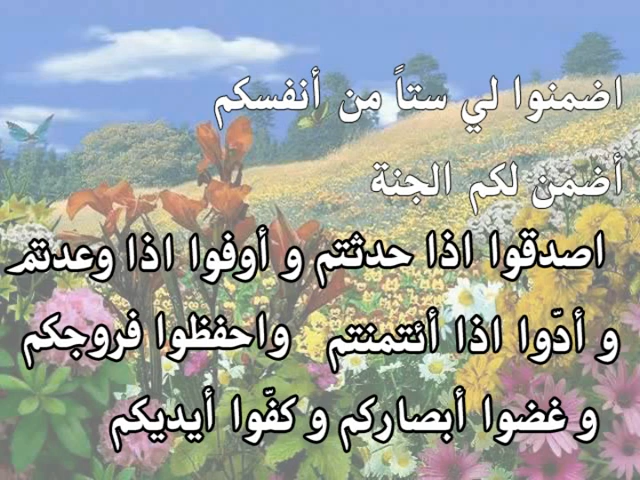 اضمنوا لي ستاً من أنفسكم
أضمن لكم الجنة
اصدقوا اذا حدثتم و أوفوا اذا وعدتم
و أدّوا اذا أئتمنتم واحفظوا فروجكم
و غضوا أبصاركم و كفّوا أيديكم